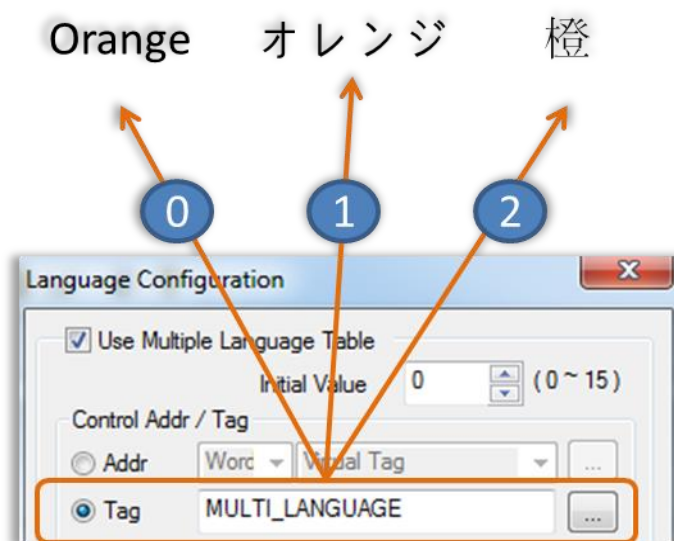 Orange オレンジ 橙
0 1 2
Language Configuration
Use Multiple Language Table
Initial Value 0 ( 0 ~ 15 )
Control Addr / Tag
Addr Word Virtual Tag ...
Tag MULTI_LANGUAGE ...